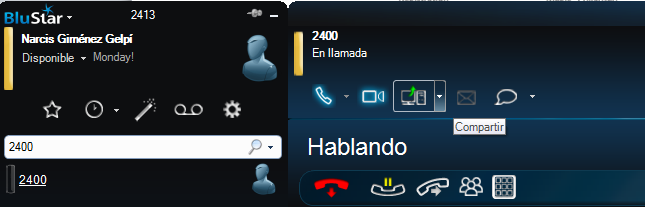 BluStar
2413
Narcis Giménez Gelpí
Disponible Monday!
2400
2400
2400
En llamada
Compartir
Hablando